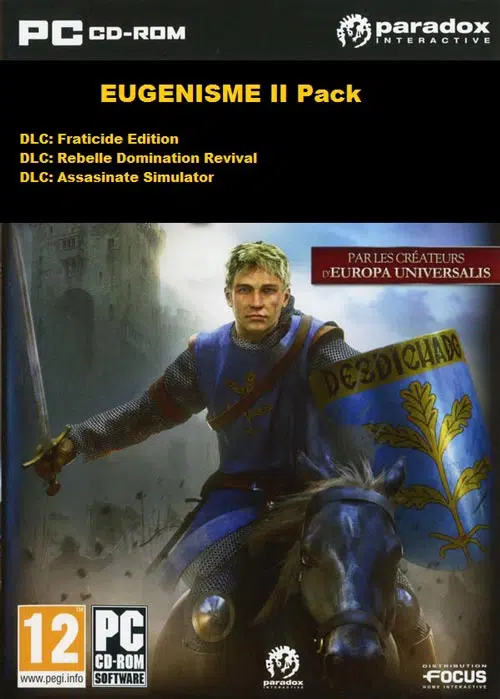 PC CD-ROM
paradox
INTERACTIVE
EUGENISME II Pack
DLC: Fraticide Edition
DLC: Rebelle Domination Revival
DLC: Assasinate Simulator
PAR LES CRÉATEURS
D'EUROPA UNIVERSALIS
DESDICHADO
12
www.pegi.info
PC
CD-ROM
SOFTWARE
paradox
INTERACTIVE
DISTRIBUTION
FOCUS
HOME INTERACTIVE